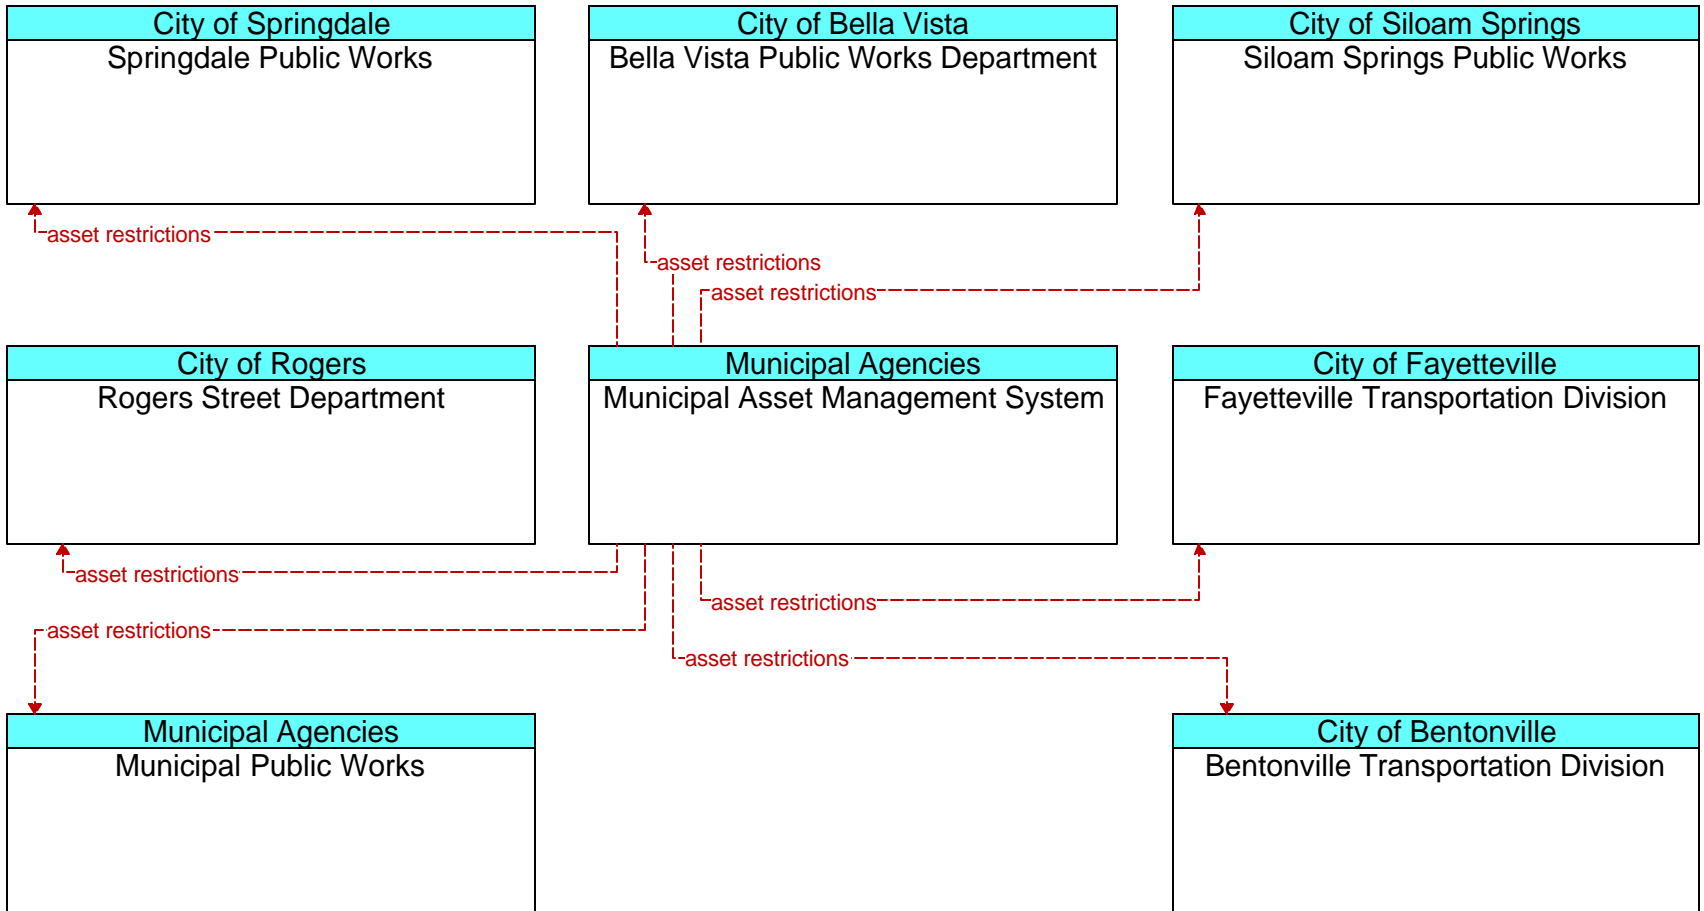 City of Springdale
Springdale Public Works
City of Bella Vista
Bella Vista Public Works Department
City of Siloam Springs
Siloam Springs Public Works
asset restrictions
asset restrictions
asset restrictions
City of Rogers
Rogers Street Department
Municipal Agencies
Municipal Asset Management System
City of Fayetteville
Fayetteville Transportation Division
asset restrictions
asset restrictions
asset restrictions
asset restrictions
Municipal Agencies
Municipal Public Works
City of Bentonville
Bentonville Transportation Division